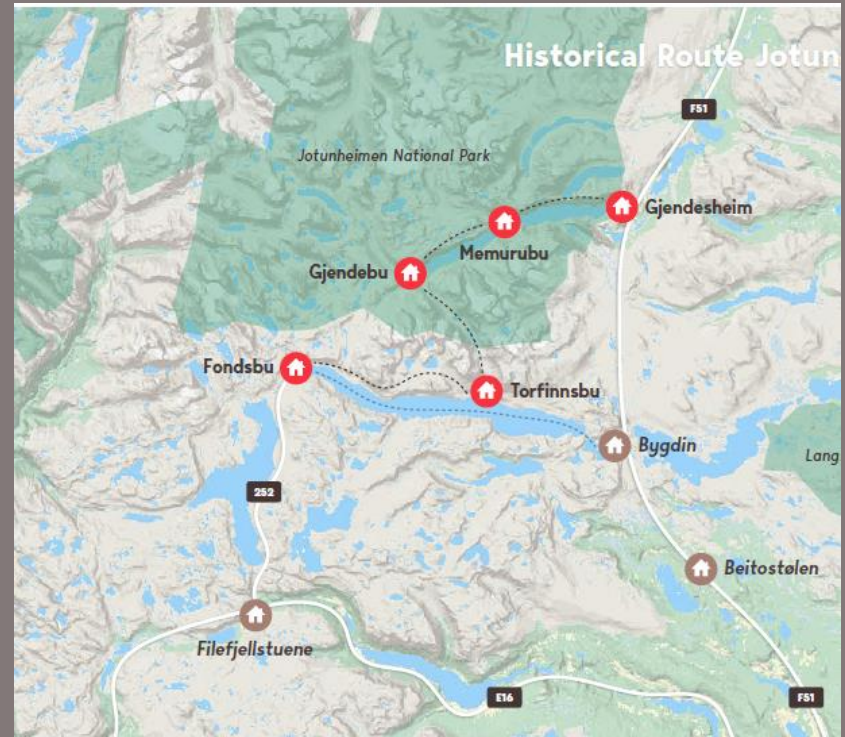 Historical Route Jotun
F51
Jotunheimen National Park
Gjendesheim
Memurubu
Gjendebu
Fondsbu
Torfinnsbu
Bygdin
Lang
252
Beitostølen
Filefjellstuene
E16
F51